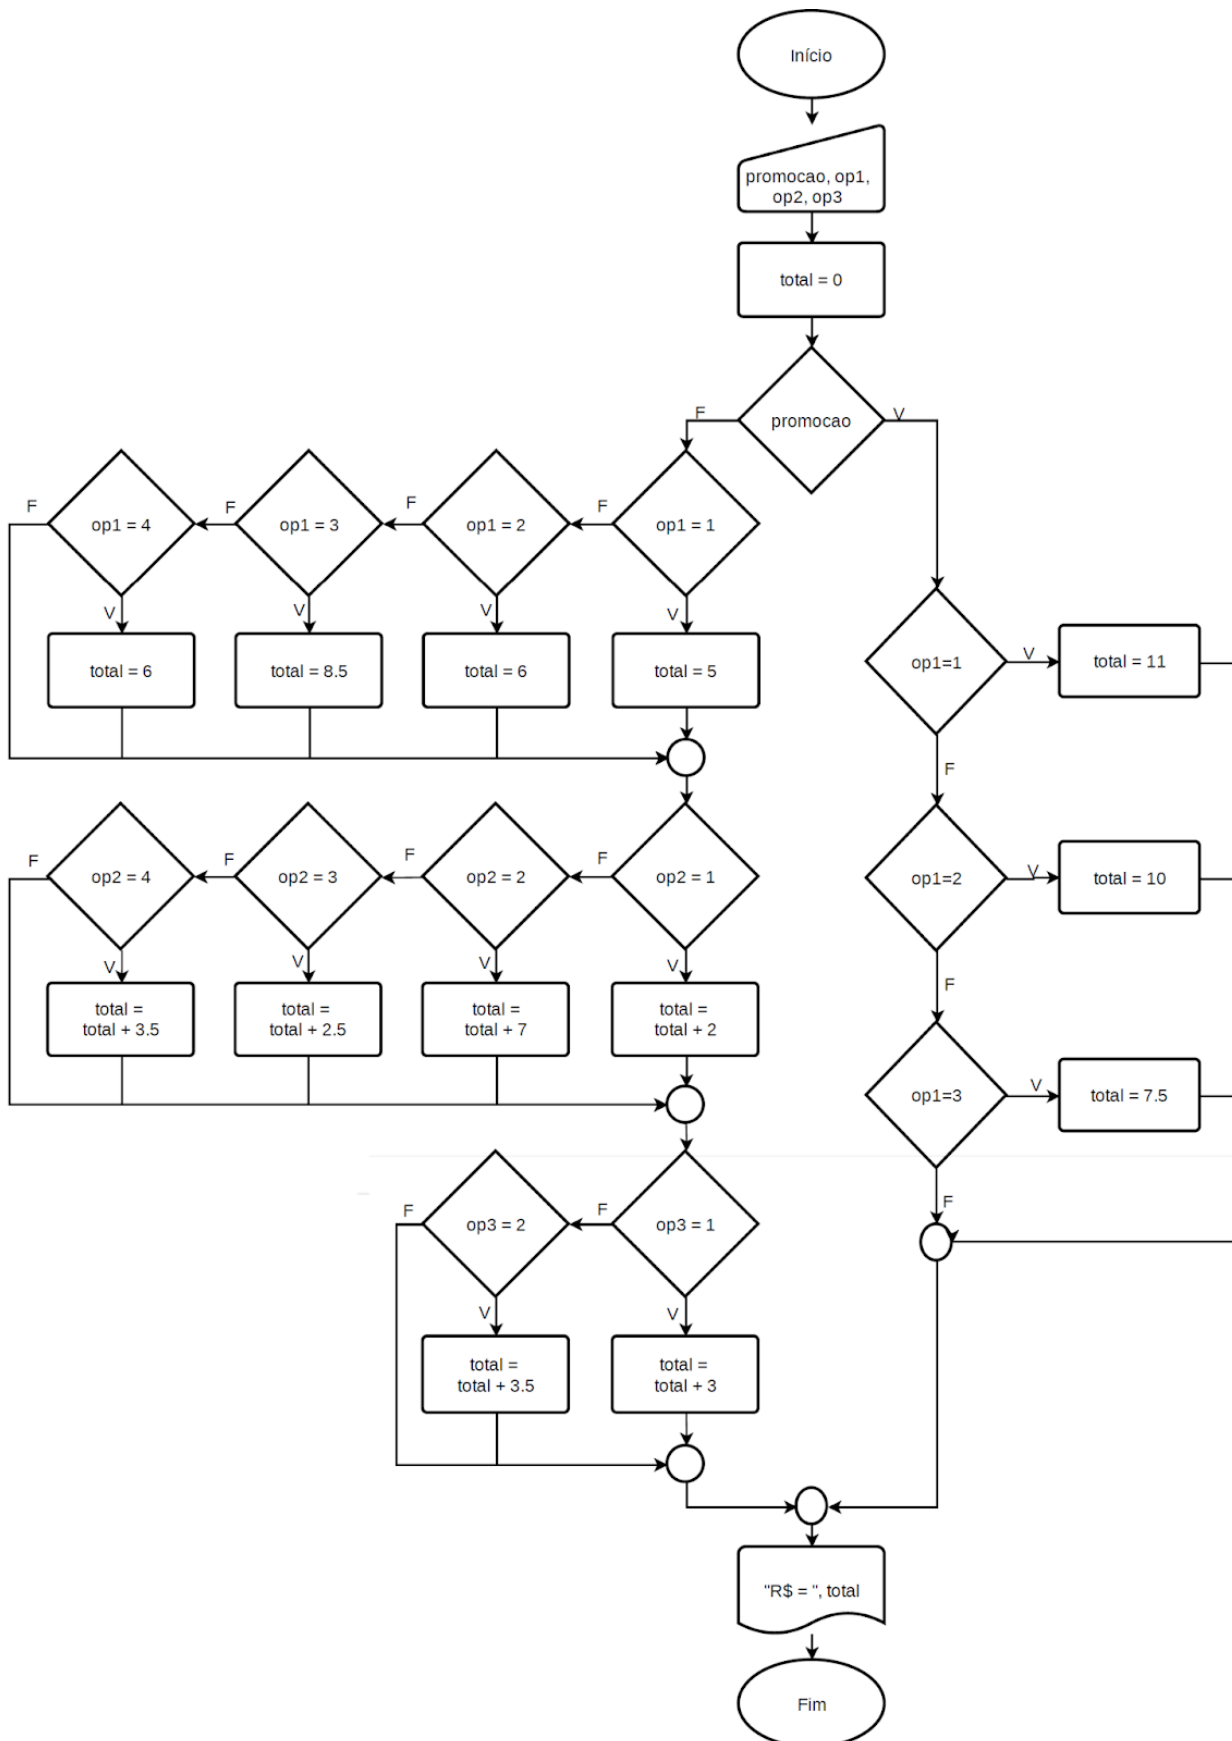 Início
promocao, op1,
op2, op3
total = 0
promocao
F
V
op1 = 4
op1 = 3
op1 = 2
op1 = 1
F
F
F
F
V
V
V
V
total = 6
total = 8.5
total = 6
total = 5
op1=1
V
total = 11
F
op2 = 4
op2 = 3
op2 = 2
op2 = 1
F
F
F
F
V
V
V
V
total =
total + 3.5
total =
total + 2.5
total =
total + 7
total =
total + 2
op1=2
V
total = 10
F
op1=3
V
total = 7.5
F
op3 = 2
op3 = 1
F
F
V
V
total =
total + 3.5
total =
total + 3
"R$ = ", total
Fim